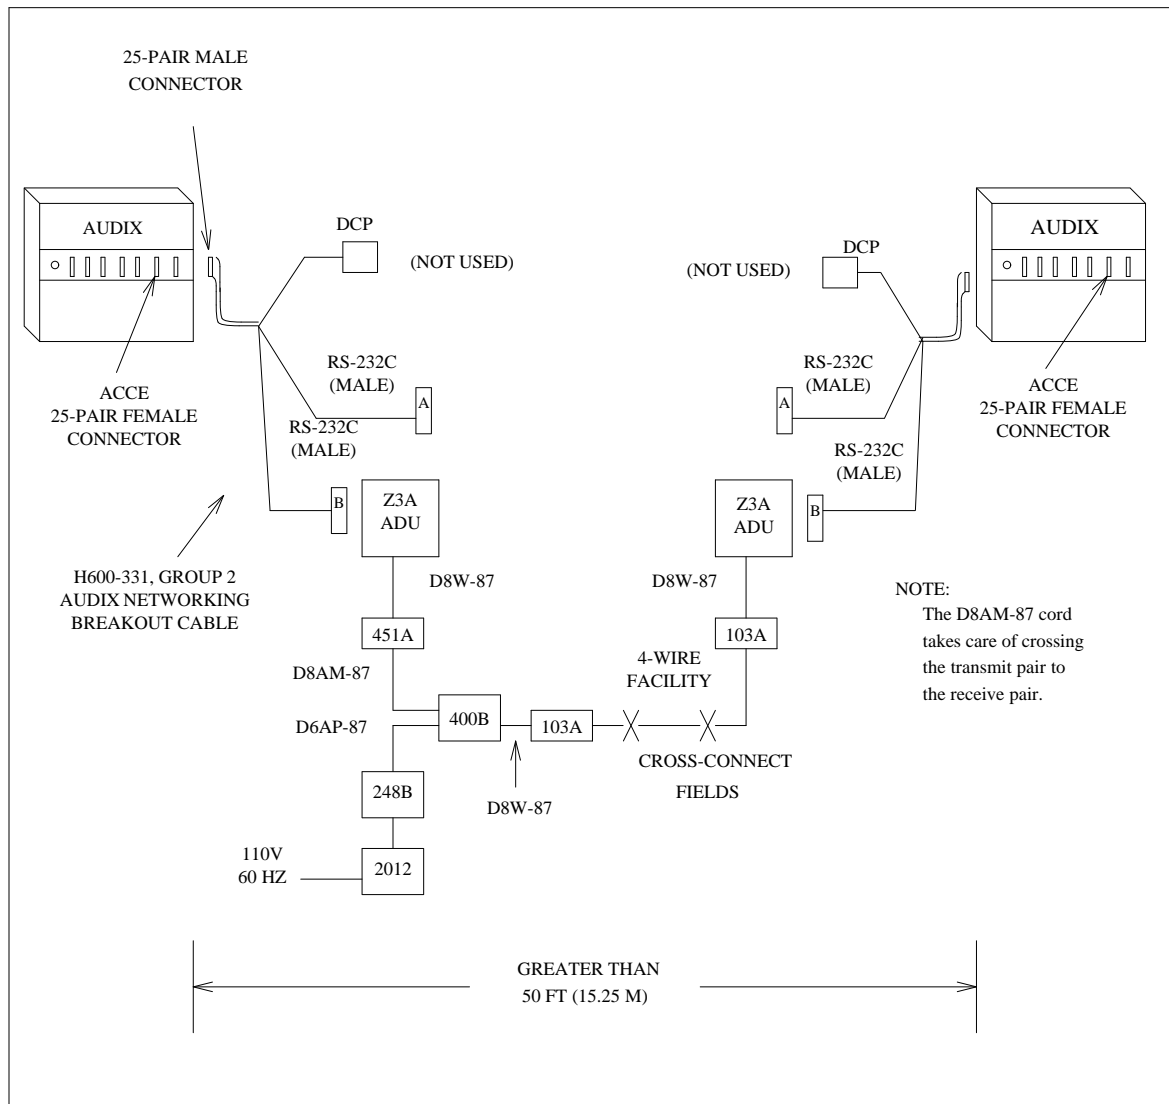 25-PAIR MALE
CONNECTOR
AUDIX
DCP
(NOT USED)
ACCE
25-PAIR FEMALE
CONNECTOR
RS-232C
(MALE)
A
RS-232C
(MALE)
B
Z3A
ADU
H600-331, GROUP 2
AUDIX NETWORKING
BREAKOUT CABLE
D8W-87
451A
D8AM-87
D6AP-87
400B
248B
110V
60 HZ
2012
D8W-87
103A
4-WIRE
FACILITY
CROSS-CONNECT
FIELDS
AUDIX
DCP
(NOT USED)
ACCE
25-PAIR FEMALE
CONNECTOR
RS-232C
(MALE)
A
RS-232C
(MALE)
B
Z3A
ADU
D8W-87
103A
NOTE:
The D8AM-87 cord
takes care of crossing
the transmit pair to
the receive pair.
GREATER THAN
50 FT (15.25 M)